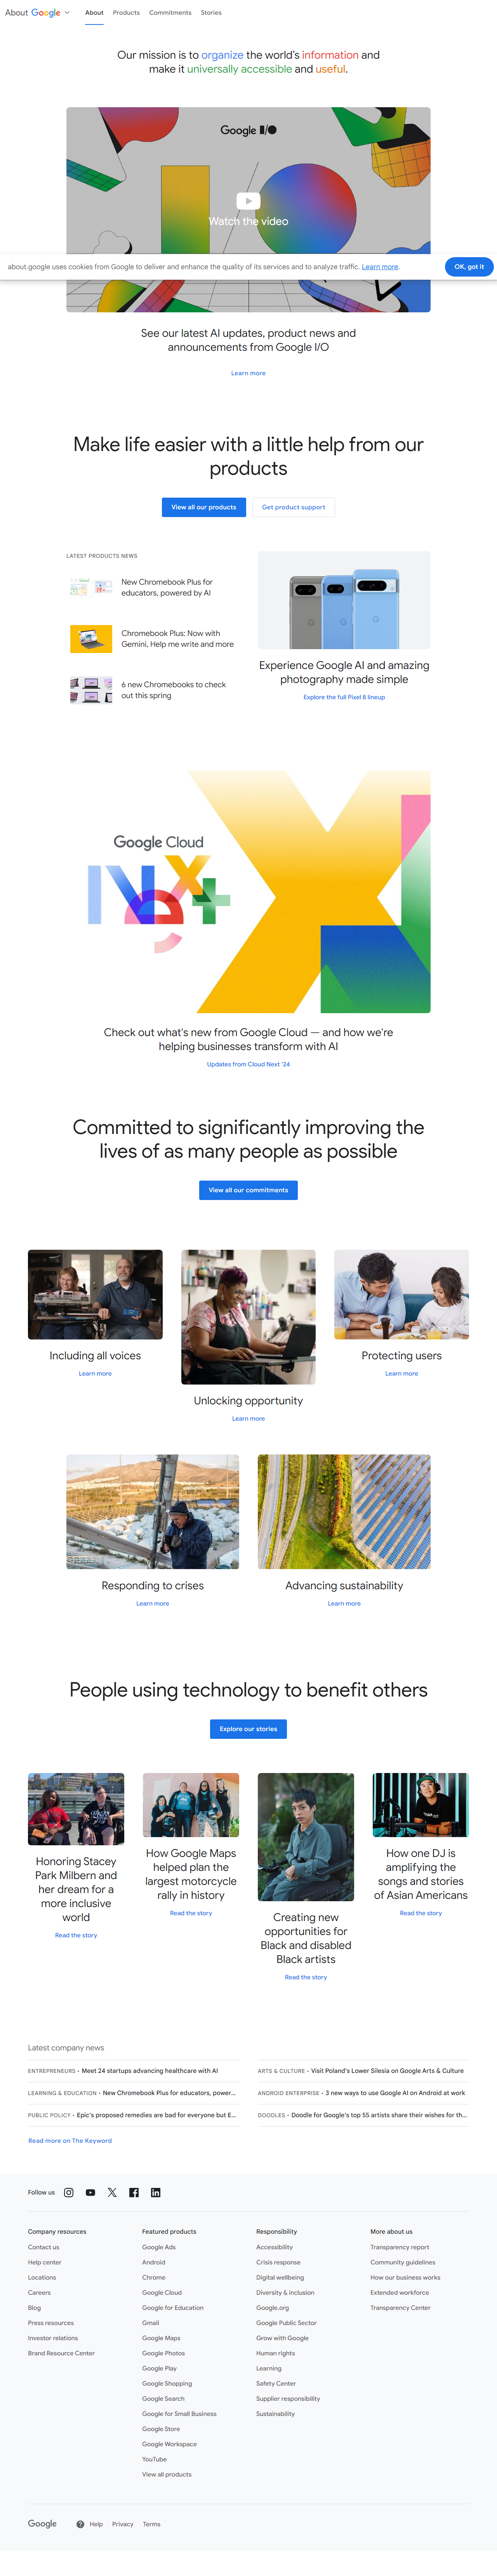 About Google
About Products Commitments Stories
Our mission is to organize the world's information and
make it universally accessible and useful.
Google I/O
Watch the video
about.google uses cookies from Google to deliver and enhance the quality of its services and to analyze traffic. Learn more.
OK, got it
See our latest AI updates, product news and
announcements from Google I/O
Learn more
Make life easier with a little help from our
products
View all our products
Get product support
LATEST PRODUCTS NEWS
New Chromebook Plus for
educators, powered by AI
Chromebook Plus: Now with
Gemini, Help me write and more
6 new Chromebooks to check
out this spring
Experience Google AI and amazing
photography made simple
Explore the full Pixel 8 lineup
Google Cloud
Next
Check out what's new from Google Cloud — and how we're
helping businesses transform with AI
Updates from Cloud Next '24
Committed to significantly improving the
lives of as many people as possible
View all our commitments
Including all voices
Learn more
Unlocking opportunity
Learn more
Protecting users
Learn more
Responding to crises
Learn more
Advancing sustainability
Learn more
People using technology to benefit others
Explore our stories
Honoring Stacey
Park Milbern and
her dream for a
more inclusive
world
Read the story
How Google Maps
helped plan the
largest motorcycle
rally in history
Read the story
Creating new
opportunities for
Black and disabled
Black artists
Read the story
How one DJ is
amplifying the
songs and stories
of Asian Americans
Read the story
Latest company news
ENTREPRENEURS • Meet 24 startups advancing healthcare with AI
LEARNING & EDUCATION • New Chromebook Plus for educators, power...
PUBLIC POLICY • Epic's proposed remedies are bad for everyone but E...
ARTS & CULTURE • Visit Poland's Lower Silesia on Google Arts & Culture
ANDROID ENTERPRISE • 3 new ways to use Google AI on Android at work
DOODLES • Doodle for Google's top 55 artists share their wishes for th...
Read more on The Keyword
Follow us
Company resources
Contact us
Help center
Locations
Careers
Blog
Press resources
Investor relations
Brand Resource Center
Featured products
Google Ads
Android
Chrome
Google Cloud
Google for Education
Gmail
Google Maps
Google Photos
Google Play
Google Shopping
Google Search
Google for Small Business
Google Store
Google Workspace
YouTube
View all products
Responsibility
Accessibility
Crisis response
Digital wellbeing
Diversity & inclusion
Google.org
Google Public Sector
Grow with Google
Human rights
Learning
Safety Center
Supplier responsibility
Sustainability
More about us
Transparency report
Community guidelines
How our business works
Extended workforce
Transparency Center
Google
Help Privacy Terms